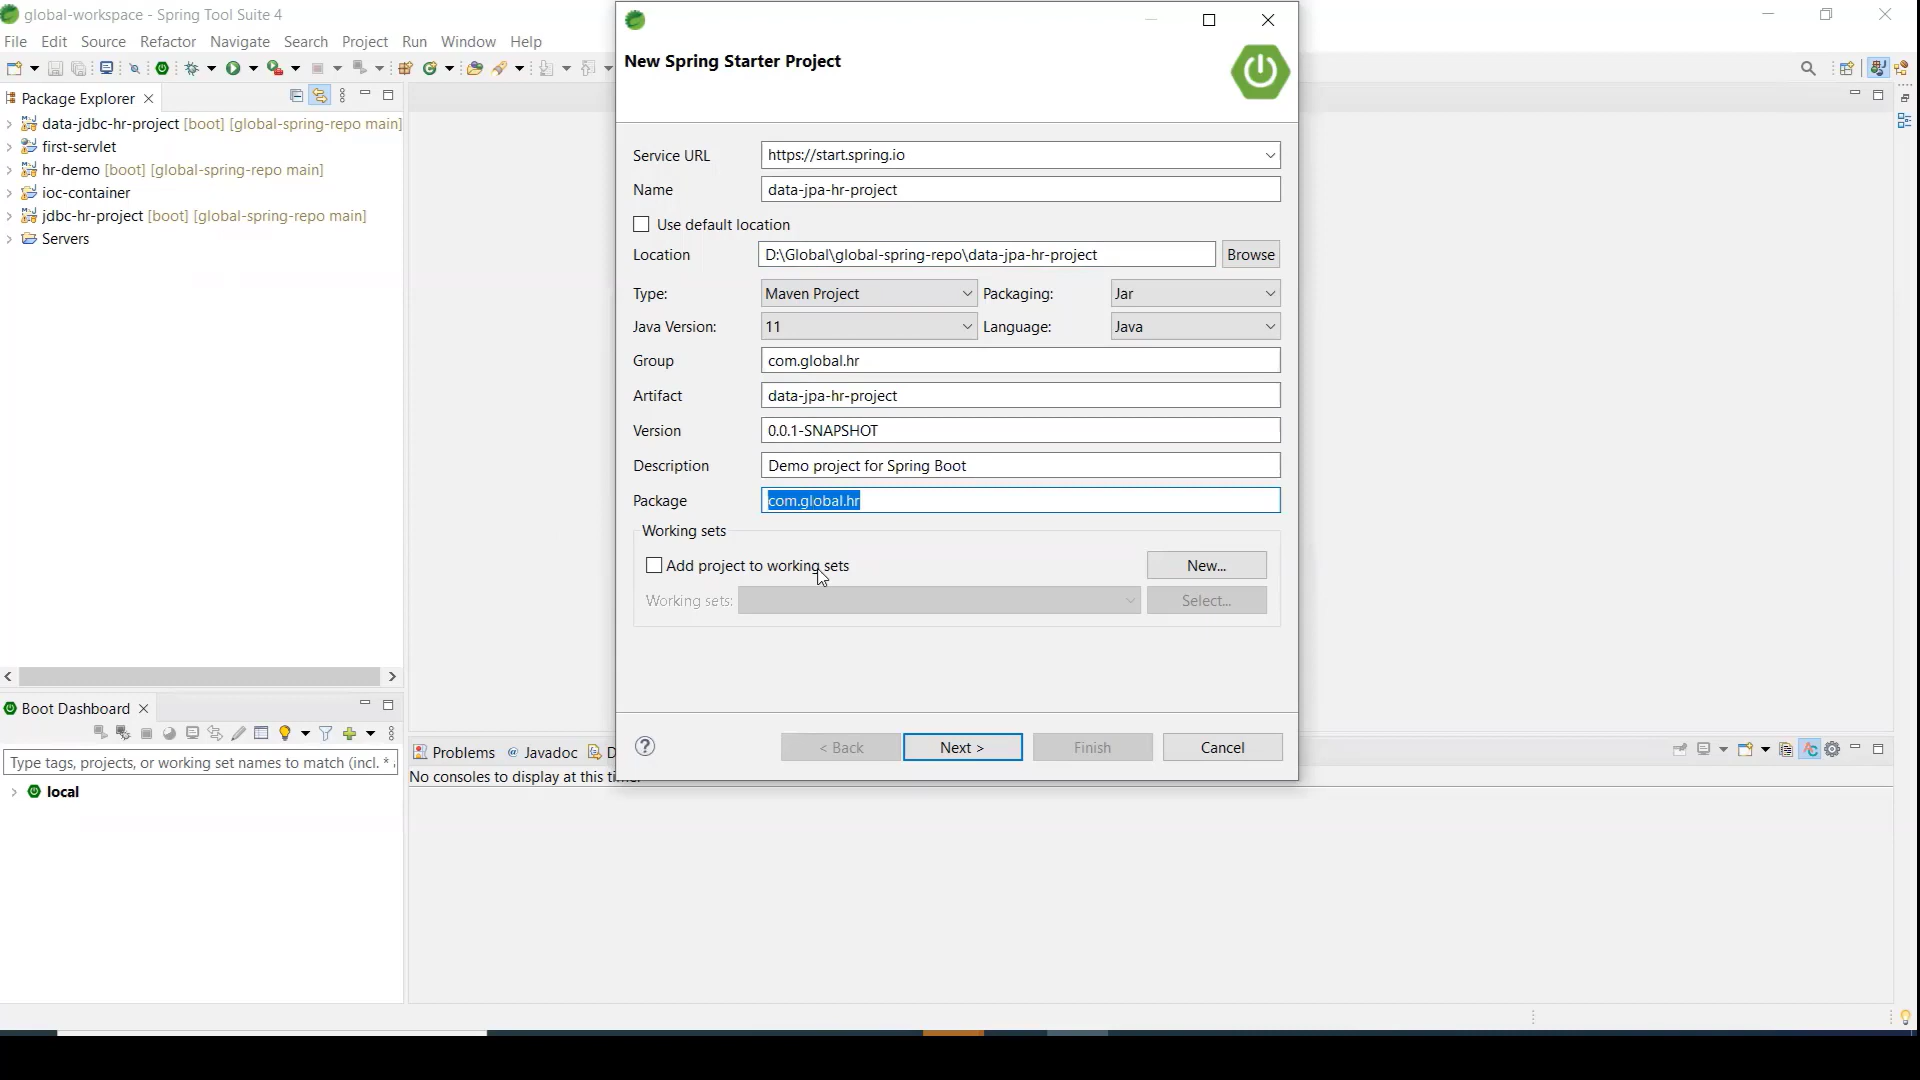 global-workspace - Spring Tool Suite 4
File Edit Source Refactor Navigate Search Project Run Window Help
Package Explorer
data-jdbc-hr-project [boot] [global-spring-repo main]
first-servlet
hr-demo [boot] [global-spring-repo main]
ioc-container
jdbc-hr-project [boot] [global-spring-repo main]
Servers
Boot Dashboard
Type tags, projects, or working set names to match (incl. *
local
New Spring Starter Project
Service URL https://start.spring.io
Name data-jpa-hr-project
Use default location
Location D:\Global\global-spring-repo\data-jpa-hr-project Browse
Type: Maven Project Packaging: Jar
Java Version: 11 Language: Java
Group com.global.hr
Artifact data-jpa-hr-project
Version 0.0.1-SNAPSHOT
Description Demo project for Spring Boot
Package com.global.hr
Working sets
Add project to working sets New...
Working sets: Select...
< Back Next > Finish Cancel
Problems @ Javadoc D
No consoles to display at this time.